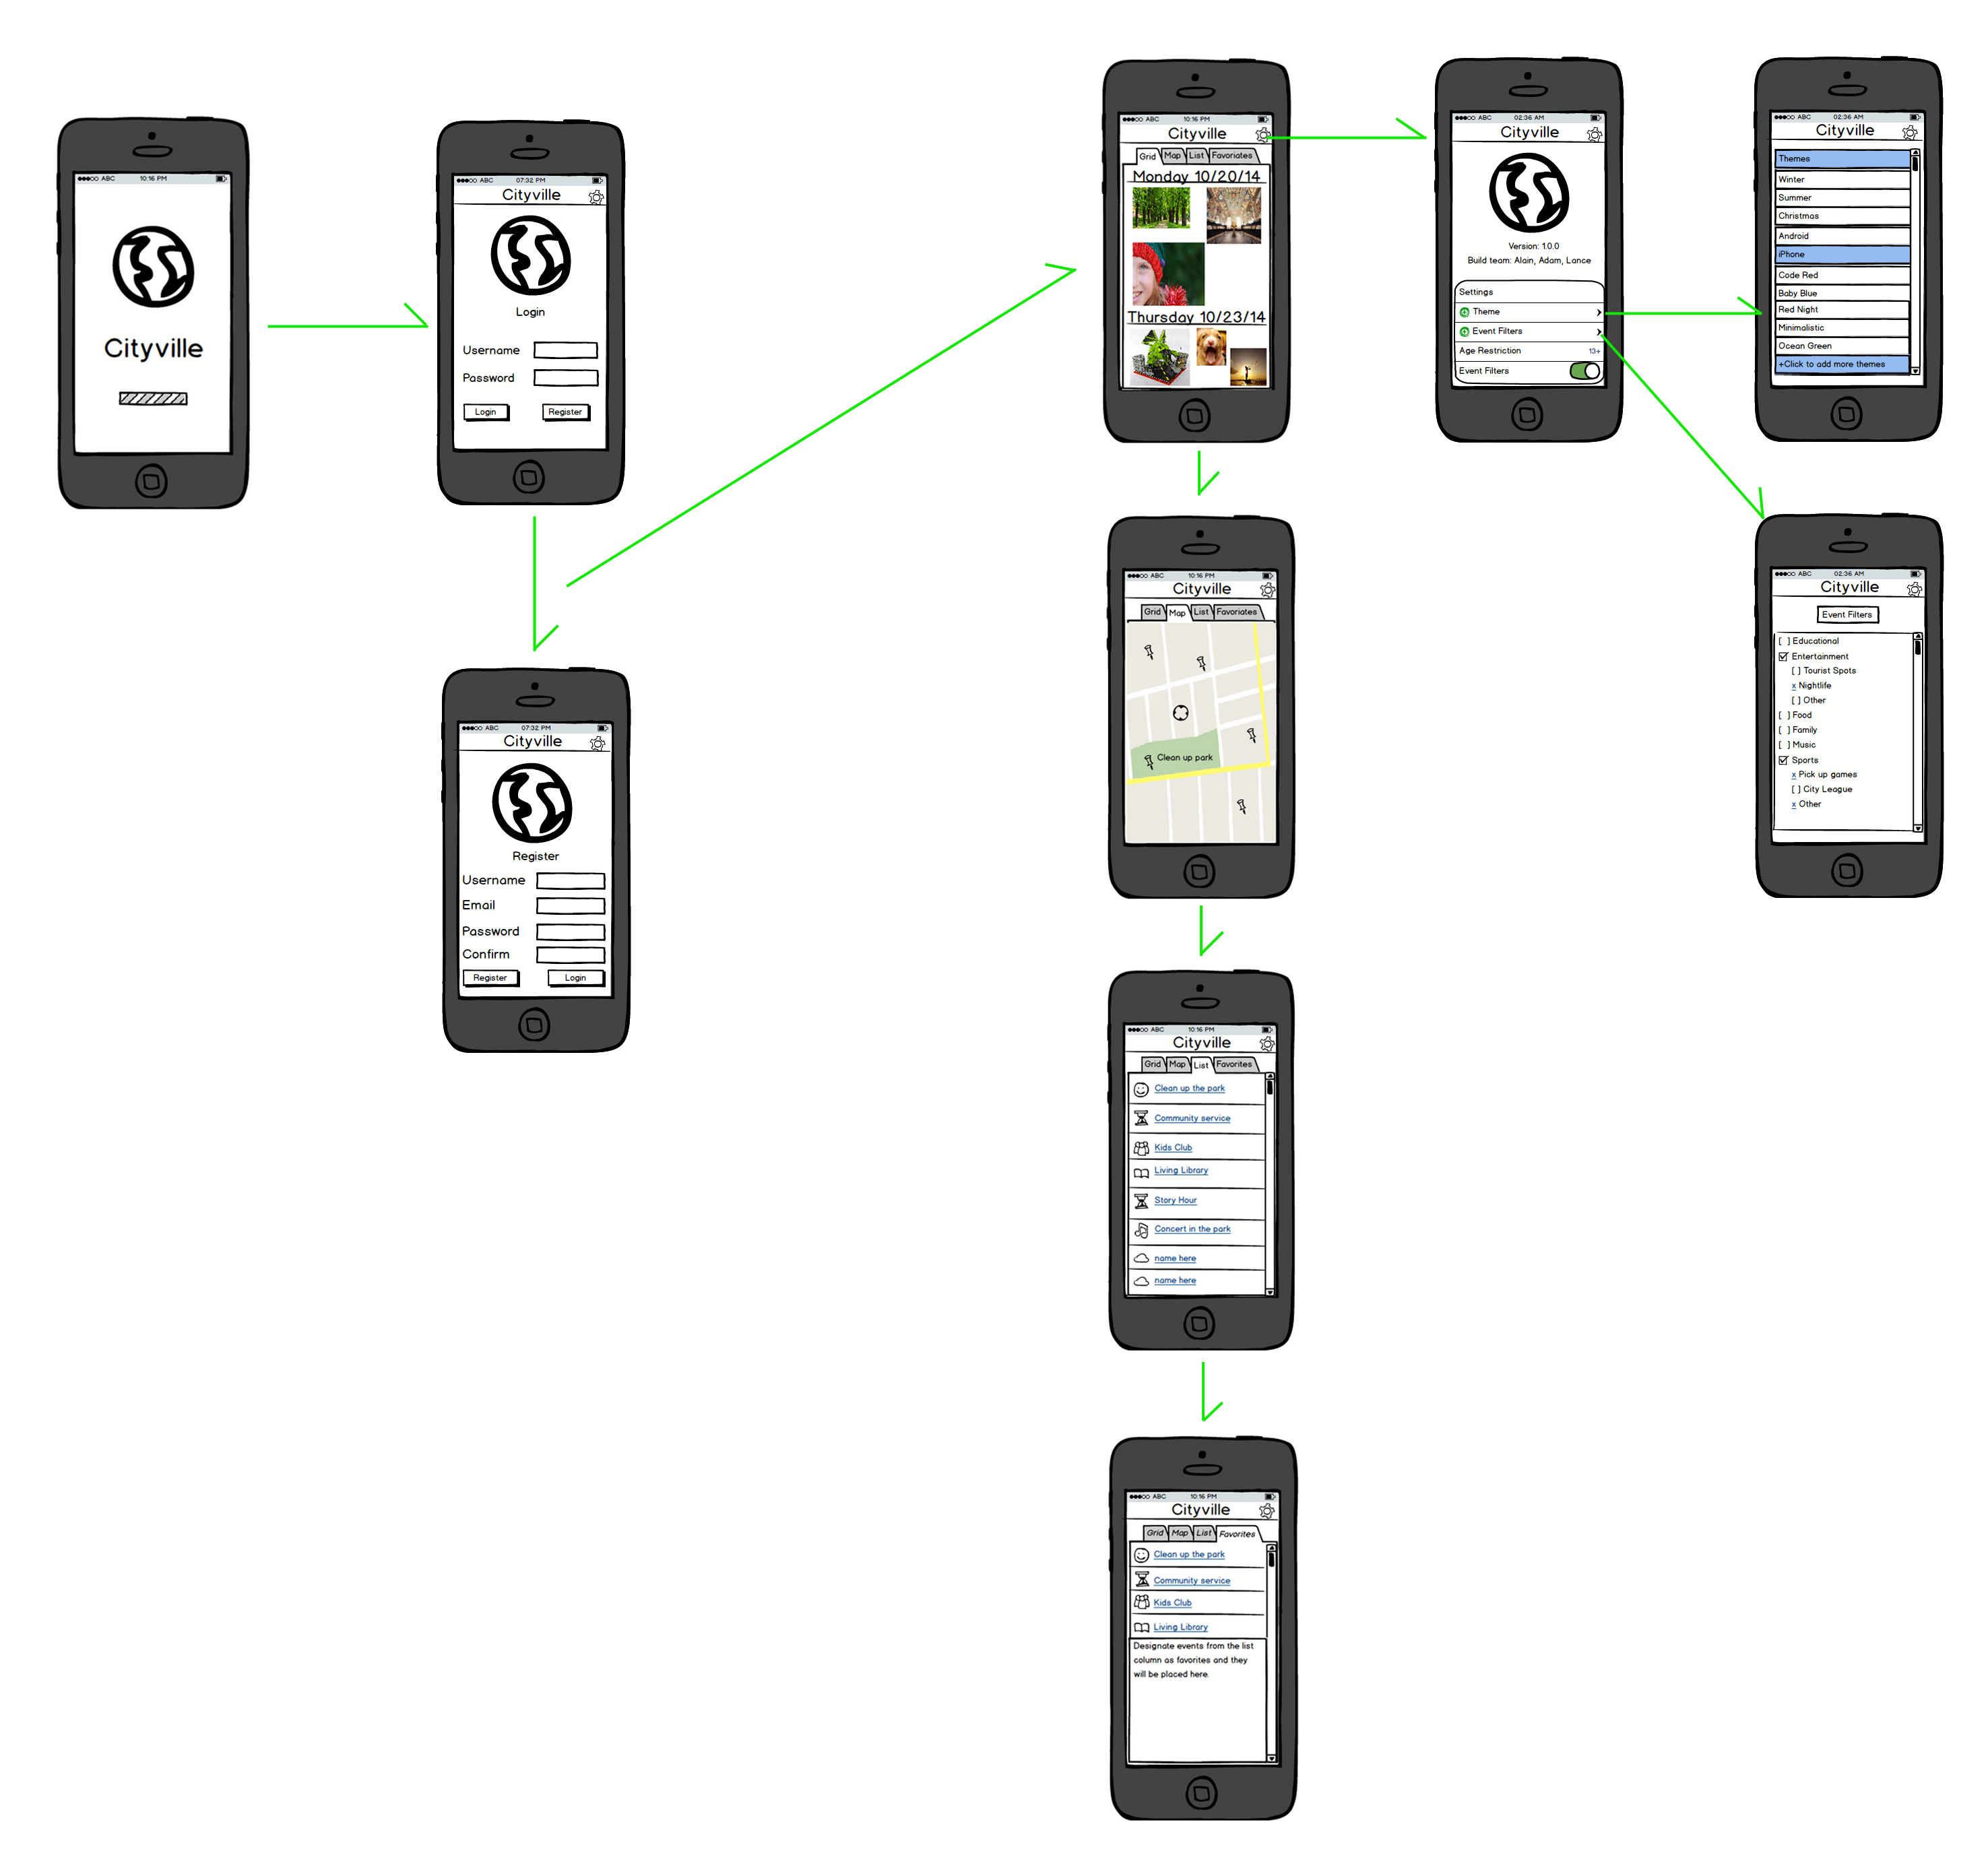 ABC 10:16 PM
Cityville
ABC 07:32 PM
Cityville
Login
Username
Password
Login Register
ABC 07:32 PM
Cityville
Register
Username
Email
Password
Confirm
Register Login
ABC 10:16 PM
Cityville
Grid Map List Favoriates
Monday 10/20/14
Thursday 10/23/14
ABC 02:36 AM
Cityville
Version: 1.0.0
Build team: Alain, Adam, Lance
Settings
Theme
Event Filters
Age Restriction 13+
Event Filters
ABC 02:36 AM
Cityville
Themes
Winter
Summer
Christmas
Android
iPhone
Code Red
Baby Blue
Red Night
Minimalistic
Ocean Green
+Click to add more themes
ABC 10:16 PM
Cityville
Grid Map List Favoriates
Clean up park
ABC 02:36 AM
Cityville
Event Filters
[ ] Educational
Entertainment
[ ] Tourist Spots
x Nightlife
[ ] Other
[ ] Food
[ ] Family
[ ] Music
Sports
x Pick up games
[ ] City League
x Other
ABC 10:16 PM
Cityville
Grid Map List Favorites
Clean up the park
Community service
Kids Club
Living Library
Story Hour
Concert in the park
name here
name here
ABC 10:16 PM
Cityville
Grid Map List Favorites
Clean up the park
Community service
Kids Club
Living Library
Designate events from the list
column as favorites and they
will be placed here.